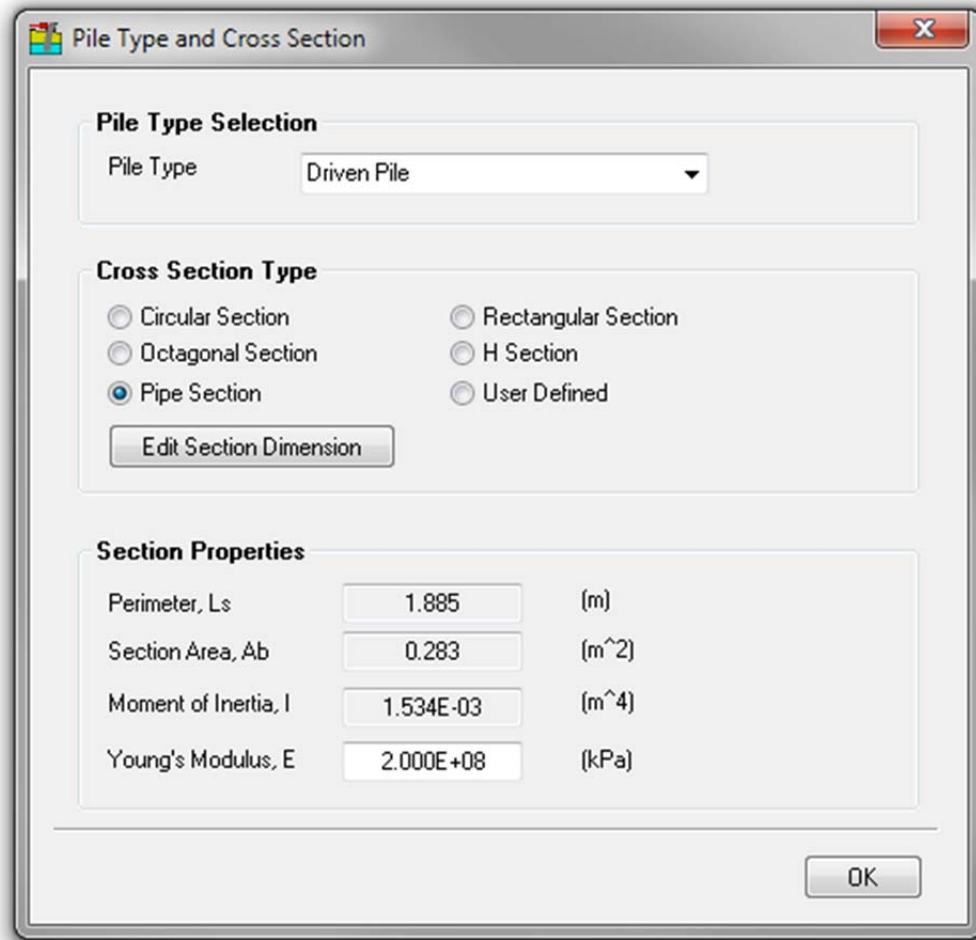 Pile Type and Cross Section
Pile Type Selection
Pile Type Driven Pile
Cross Section Type
Circular Section Rectangular Section
Octagonal Section H Section
Pipe Section User Defined
Edit Section Dimension
Section Properties
Perimeter, Ls 1.885 (m)
Section Area, Ab 0.283 (m^2)
Moment of Inertia, I 1.534E-03 (m^4)
Young's Modulus, E 2.000E+08 (kPa)
OK